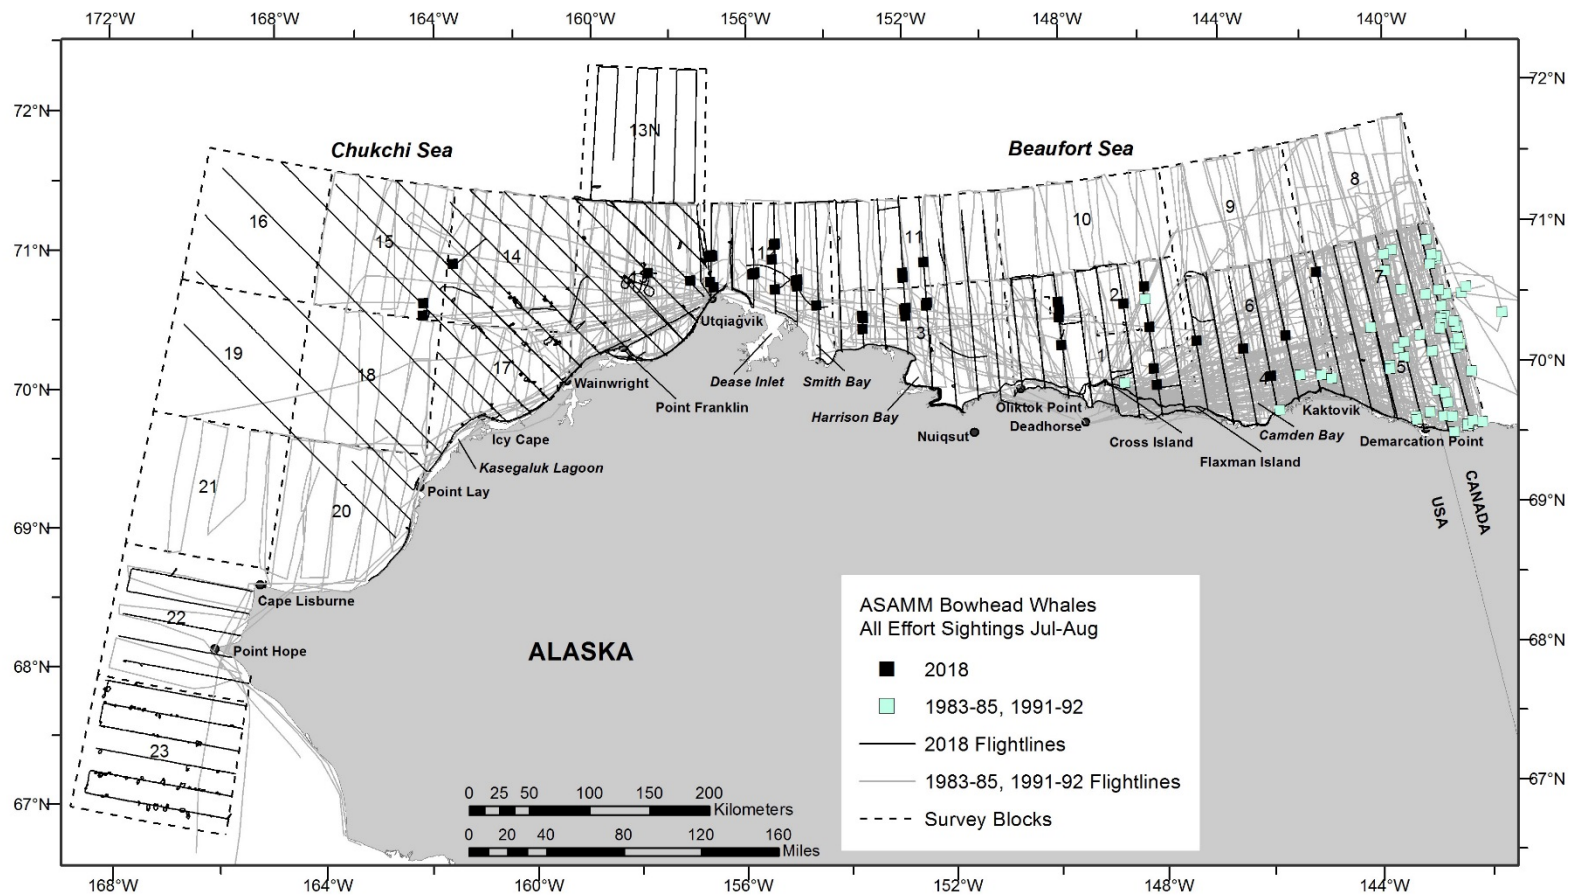 172°W 168°W 164°W 160°W 156°W 152°W 148°W 144°W 140°W
72°N 72°N
13N
Chukchi Sea Beaufort Sea
8
9
10
16
71°N 71°N
15 14 11
7
2
6
3
Utqiaġvik
19 18 17
1
70°N 70°N
4 5
Wainwright
Dease Inlet Smith Bay
Point Franklin
Harrison Bay
Oliktok Point Kaktovik
Deadhorse
Nuiqsut
Camden Bay
Cross Island Demarcation Point
Icy Cape
Flaxman Island
Kasegaluk Lagoon
21
Point Lay
20
69°N 69°N
USA
CANADA
Cape Lisburne
22
Point Hope
ALASKA
68°N 68°N
23
67°N 67°N
ASAMM Bowhead Whales
All Effort Sightings Jul-Aug
2018
1983-85, 1991-92
2018 Flightlines
1983-85, 1991-92 Flightlines
Survey Blocks
0 25 50 100 150 200
Kilometers
0 20 40 80 120 160
Miles
168°W 164°W 160°W 156°W 152°W 148°W 144°W